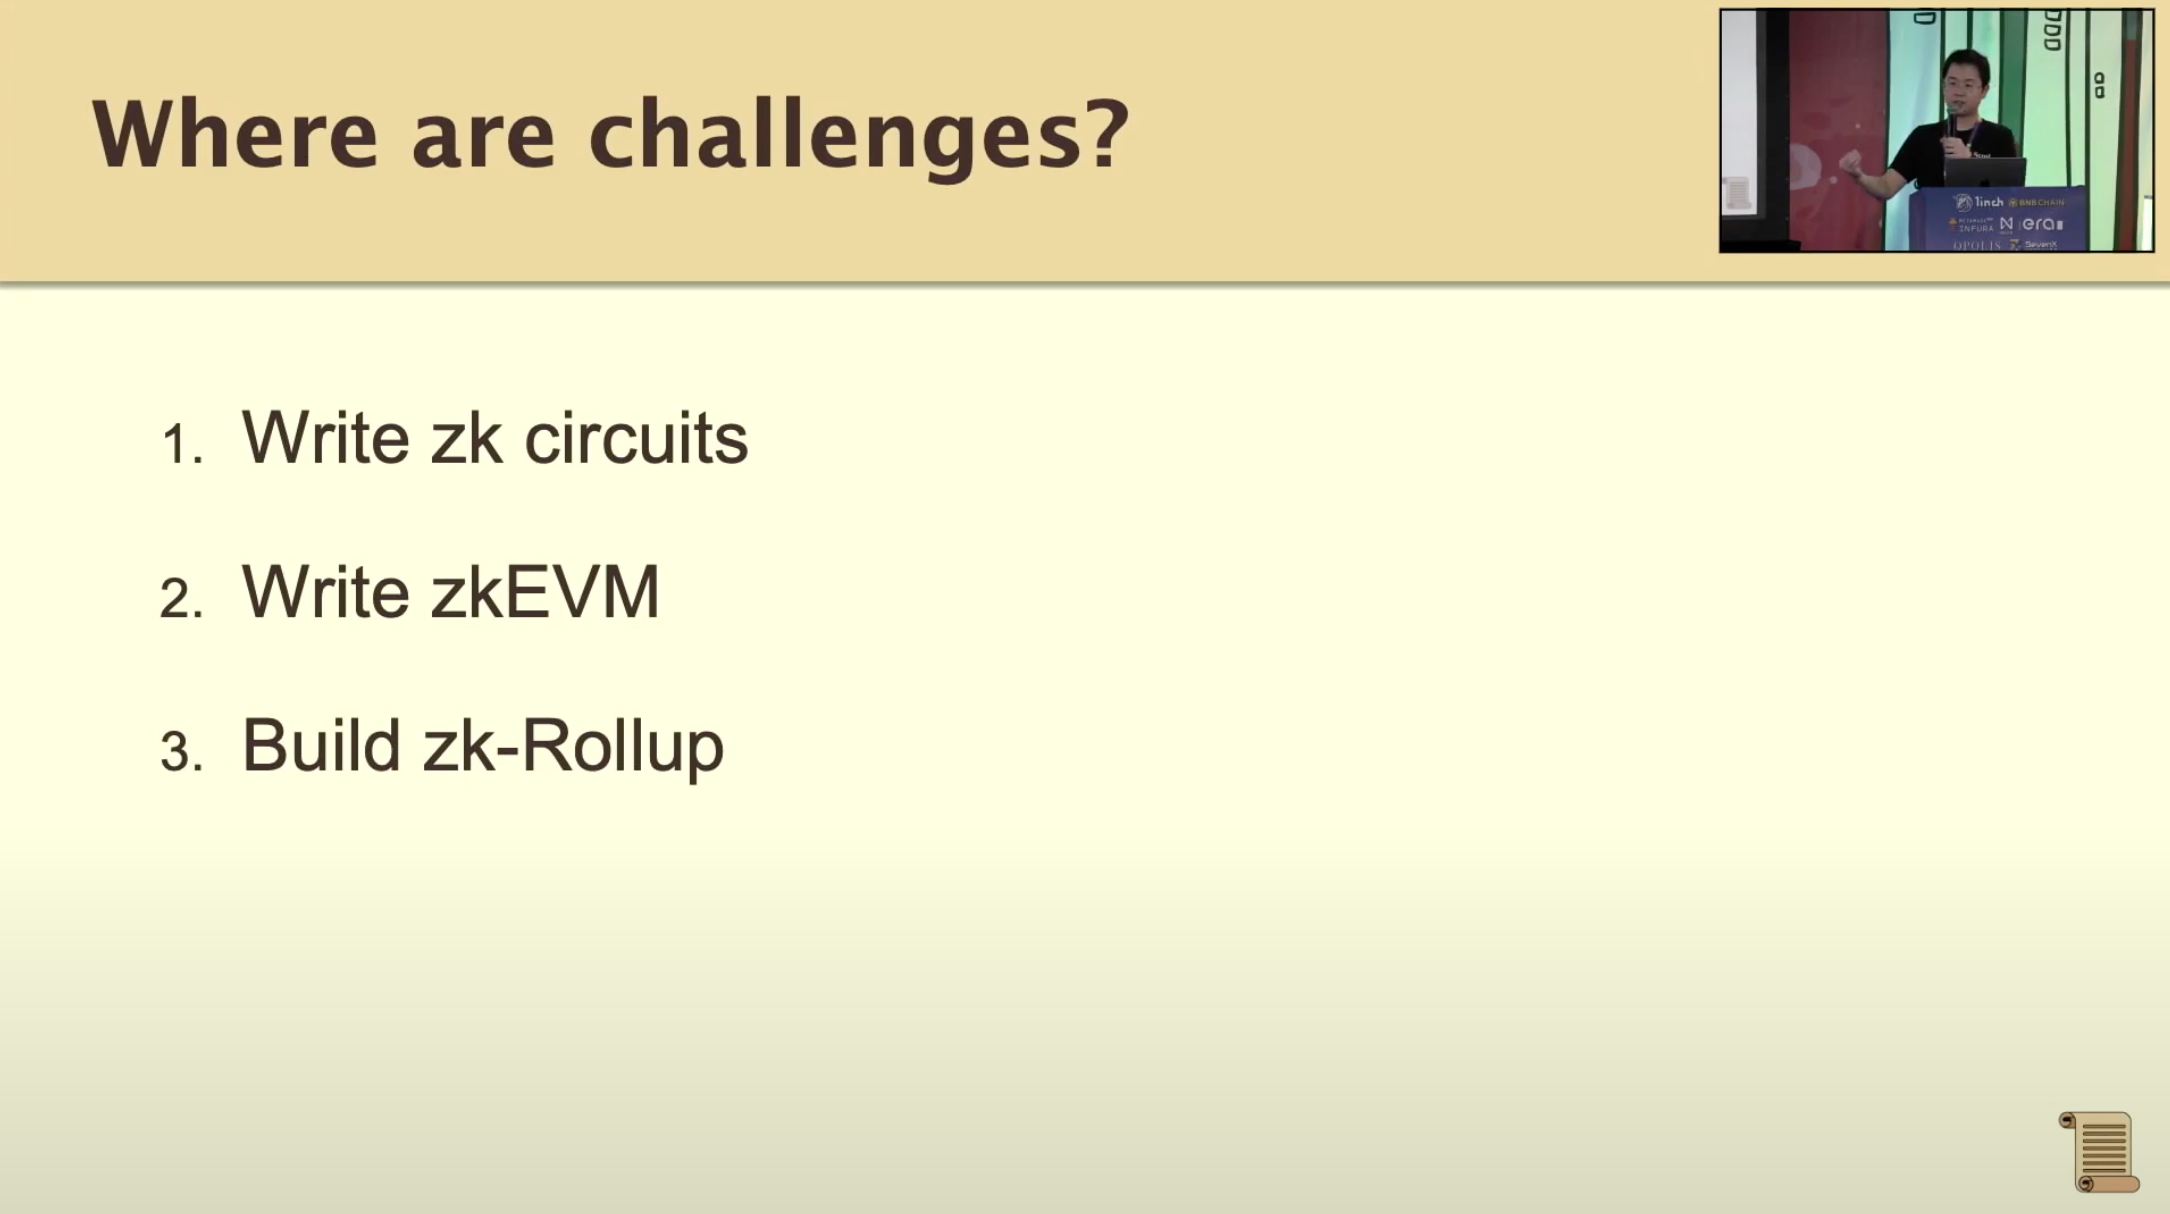 Where are challenges?
1. Write zk circuits
2. Write zkEVM
3. Build zk-Rollup
1inch BNB CHAIN
INFURA N era
OPOLIS SevenX